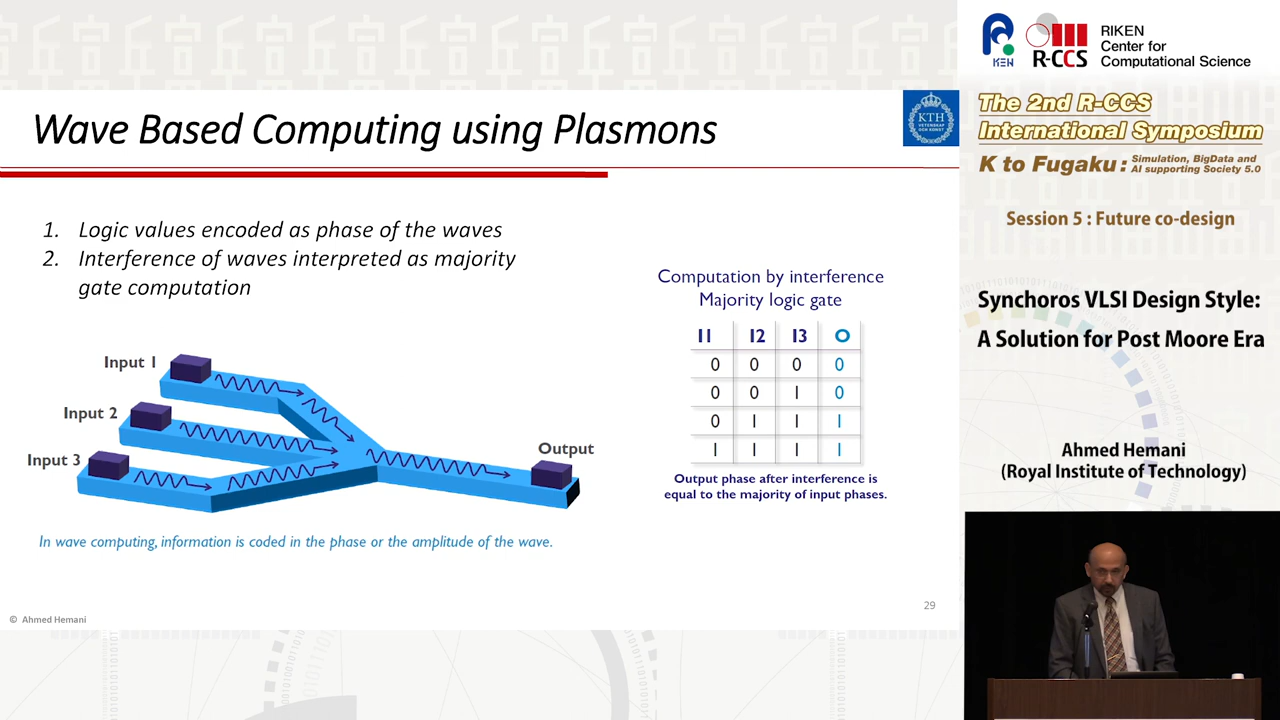 Wave Based Computing using Plasmons
KTH
VETENSKAP
OCH KONST
1. Logic values encoded as phase of the waves
2. Interference of waves interpreted as majority
gate computation
Input 1
Input 2
Input 3
Output
In wave computing, information is coded in the phase or the amplitude of the wave.
Computation by interference
Majority logic gate
I1 I2 I3 O
0 0 0 0
0 0 1 0
0 1 1 1
1 1 1 1
Output phase after interference is
equal to the majority of input phases.
29
© Ahmed Hemani
RIKEN
R-CCS
RIKEN
Center for
Computational Science
The 2nd R-CCS
International Symposium
K to Fugaku : Simulation, BigData and
AI supporting Society 5.0
Session 5 : Future co-design
Synchoros VLSI Design Style:
A Solution for Post Moore Era
Ahmed Hemani
(Royal Institute of Technology)